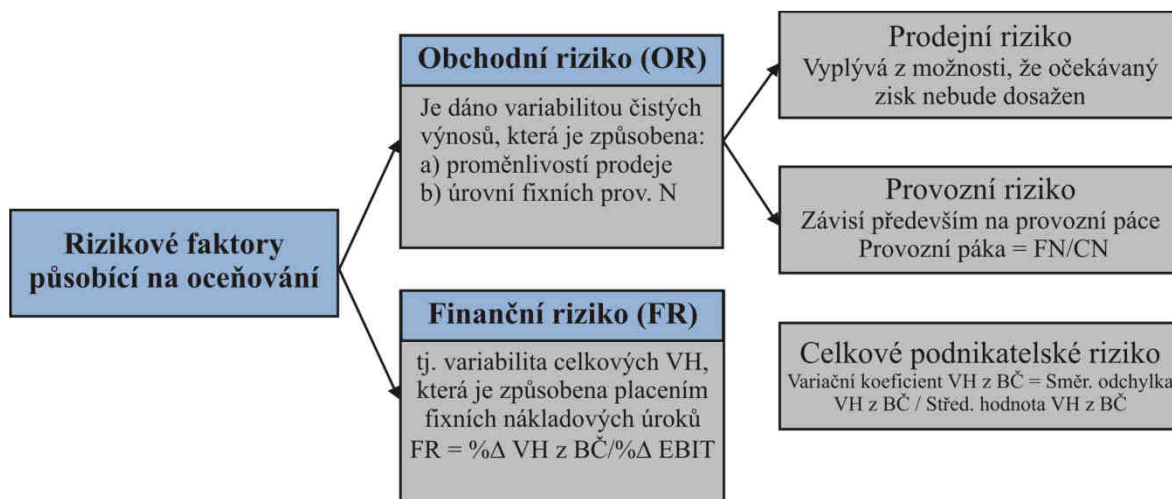 Rizikové faktory
působící na oceňování
Obchodní riziko (OR)
Je dáno variabilitou čistých
výnosů, která je způsobena:
a) proměnlivostí prodeje
b) úrovní fixních prov. N
Finanční riziko (FR)
tj. variabilita celkových VH,
která je způsobena placením
fixních nákladových úroků
FR = %Δ VH z BČ/%Δ EBIT
Prodejní riziko
Vyplývá z možnosti, že očekávaný
zisk nebude dosažen
Provozní riziko
Závisí především na provozní páce
Provozní páka = FN/CN
Celkové podnikatelské riziko
Variační koeficient VH z BČ = Směr. odchylka
VH z BČ / Střed. hodnota VH z BČ